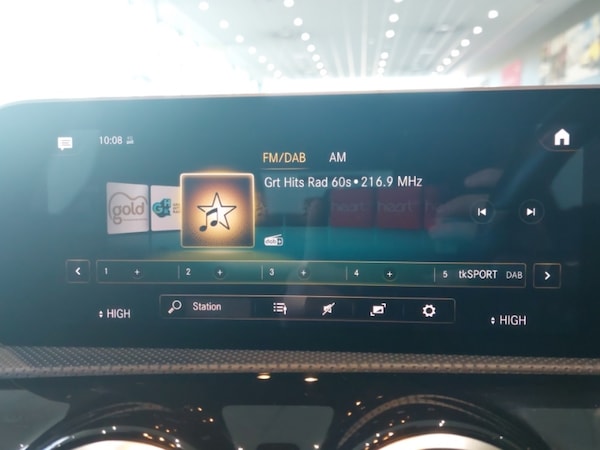 10:08
FM/DAB AM
Grt Hits Rad 60s•216.9 MHz
gold
heart heart
dab+
1 + 2 + 3 + 4 + 5 tkSPORT DAB
Station
HIGH
HIGH